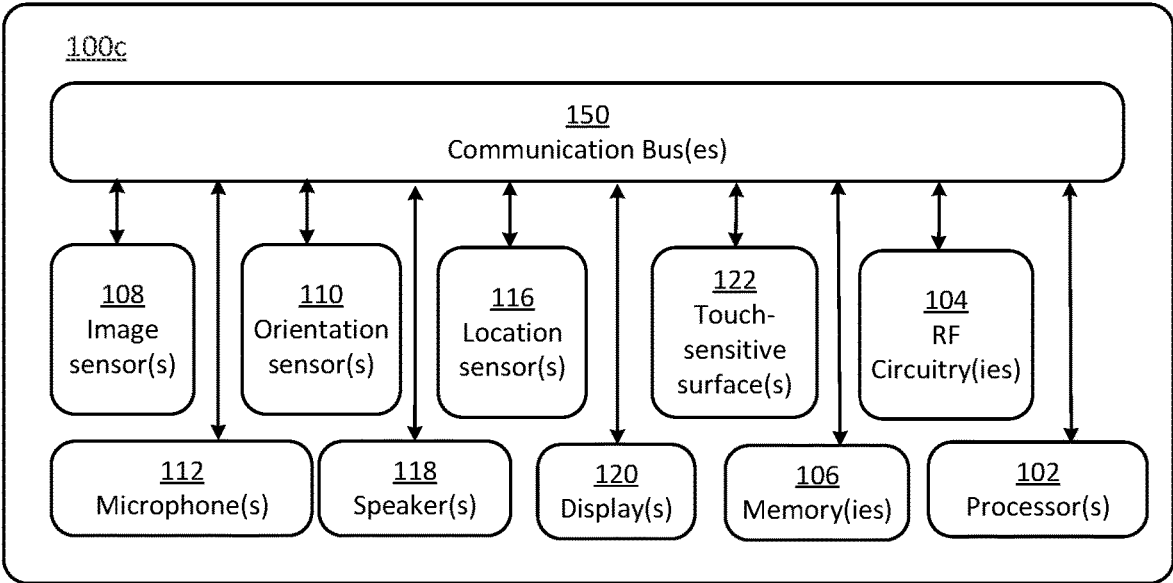 100c
150
Communication Bus(es)
108
Image
sensor(s)
110
Orientation
sensor(s)
116
Location
sensor(s)
122
Touch-
sensitive
surface(s)
104
RF
Circuitry(ies)
112
Microphone(s)
118
Speaker(s)
120
Display(s)
106
Memory(ies)
102
Processor(s)